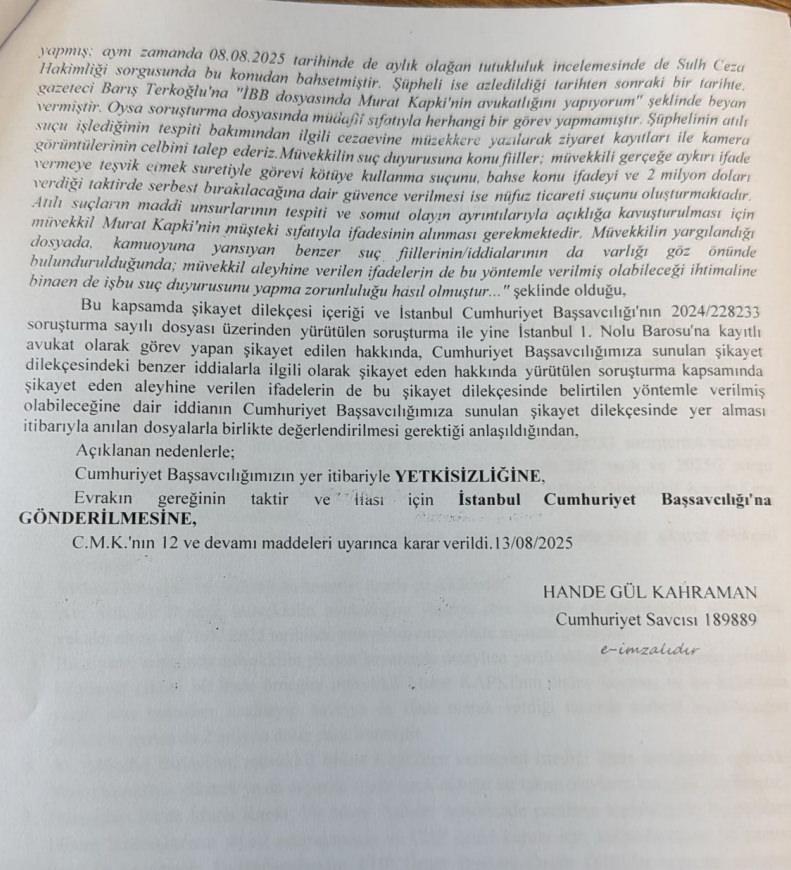 yapmış; aynı zamanda 08.08.2025 tarihinde de aylık olağan tutukluluk incelemesinde de Sulh Ceza
Hakimliği sorgusunda bu konudan bahsetmiştir. Şüpheli ise azledildiği tarihten sonraki bir tarihte,
gazeteci Barış Terkoğlu'na "İBB dosyasında Murat Kapki'nin avukatlığını yapıyorum" şeklinde beyan
vermiştir. Oysa soruşturma dosyasında müdafii sıfatıyla herhangi bir görev yapmamıştır. Şüphelinin atılı
suçu işlediğinin tespiti bakımından ilgili cezaevine müzekkere yazılarak ziyaret kayıtları ile kamera
görüntülerinin celbini talep ederiz.Müvekkilin suç duyurusuna konu fiiller; müvekkili gerçeğe aykırı ifade
vermeye teşvik etmek suretiyle görevi kötüye kullanma suçunu, bahse konu ifadeyi ve 2 milyon doları
verdiği taktirde serbest bırakılacağına dair güvence verilmesi ise nüfuz ticareti suçunu oluşturmaktadır.
Atılı suçların maddi unsurlarının tespiti ve somut olayın ayrıntılarıyla açıklığa kavuşturulması için
müvekkil Murat Kapki'nin müşteki sıfatıyla ifadesinin alınması gerekmektedir. Müvekkilin yargılandığı
dosyada, kamuoyuna yansıyan benzer suç fiillerinin/iddialarının da varlığı göz önünde
bulundurulduğunda; müvekkil aleyhine verilen ifadelerin de bu yöntemle verilmiş olabileceği ihtimaline
binaen de işbu suç duyurusunu yapma zorunluluğu hasıl olmuştur..." şeklinde olduğu,
Bu kapsamda şikayet dilekçesi içeriği ve İstanbul Cumhuriyet Başsavcılığı'nın 2024/228233
soruşturma sayılı dosyası üzerinden yürütülen soruşturma ile yine İstanbul 1. Nolu Barosu'na kayıtlı
avukat olarak görev yapan şikayet edilen hakkında, Cumhuriyet Başsavcılığımıza sunulan şikayet
dilekçesindeki benzer iddialarla ilgili olarak şikayet eden hakkında yürütülen soruşturma kapsamında
şikayet eden aleyhine verilen ifadelerin de bu şikayet dilekçesinde belirtilen yöntemle verilmiş
olabileceğine dair iddianın Cumhuriyet Başsavcılığımıza sunulan şikayet dilekçesinde yer alması
itibarıyla anılan dosyalarla birlikte değerlendirilmesi gerektiği anlaşıldığından,
Açıklanan nedenlerle;
Cumhuriyet Başsavcılığımızın yer itibariyle YETKİSİZLİĞİNE,
Evrakın gereğinin taktir ve için İstanbul Cumhuriyet Başsavcılığı'na
GÖNDERİLMESİNE,
C.M.K.'nın 12 ve devamı maddeleri uyarınca karar verildi.13/08/2025
HANDE GÜL KAHRAMAN
Cumhuriyet Savcısı 189889
e-imzalıdır